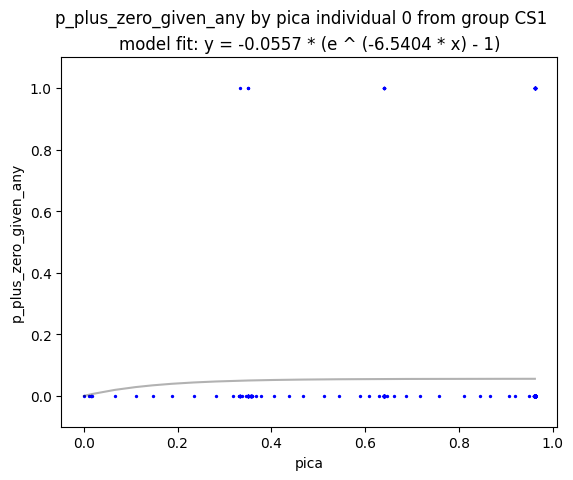 p_plus_zero_given_any by pica individual 0 from group CS1
model fit: y = -0.0557 * (e ^ (-6.5404 * x) - 1)
1.0
0.8
0.6
0.4
0.2
0.0
p_plus_zero_given_any
0.0 0.2 0.4 0.6 0.8 1.0
pica